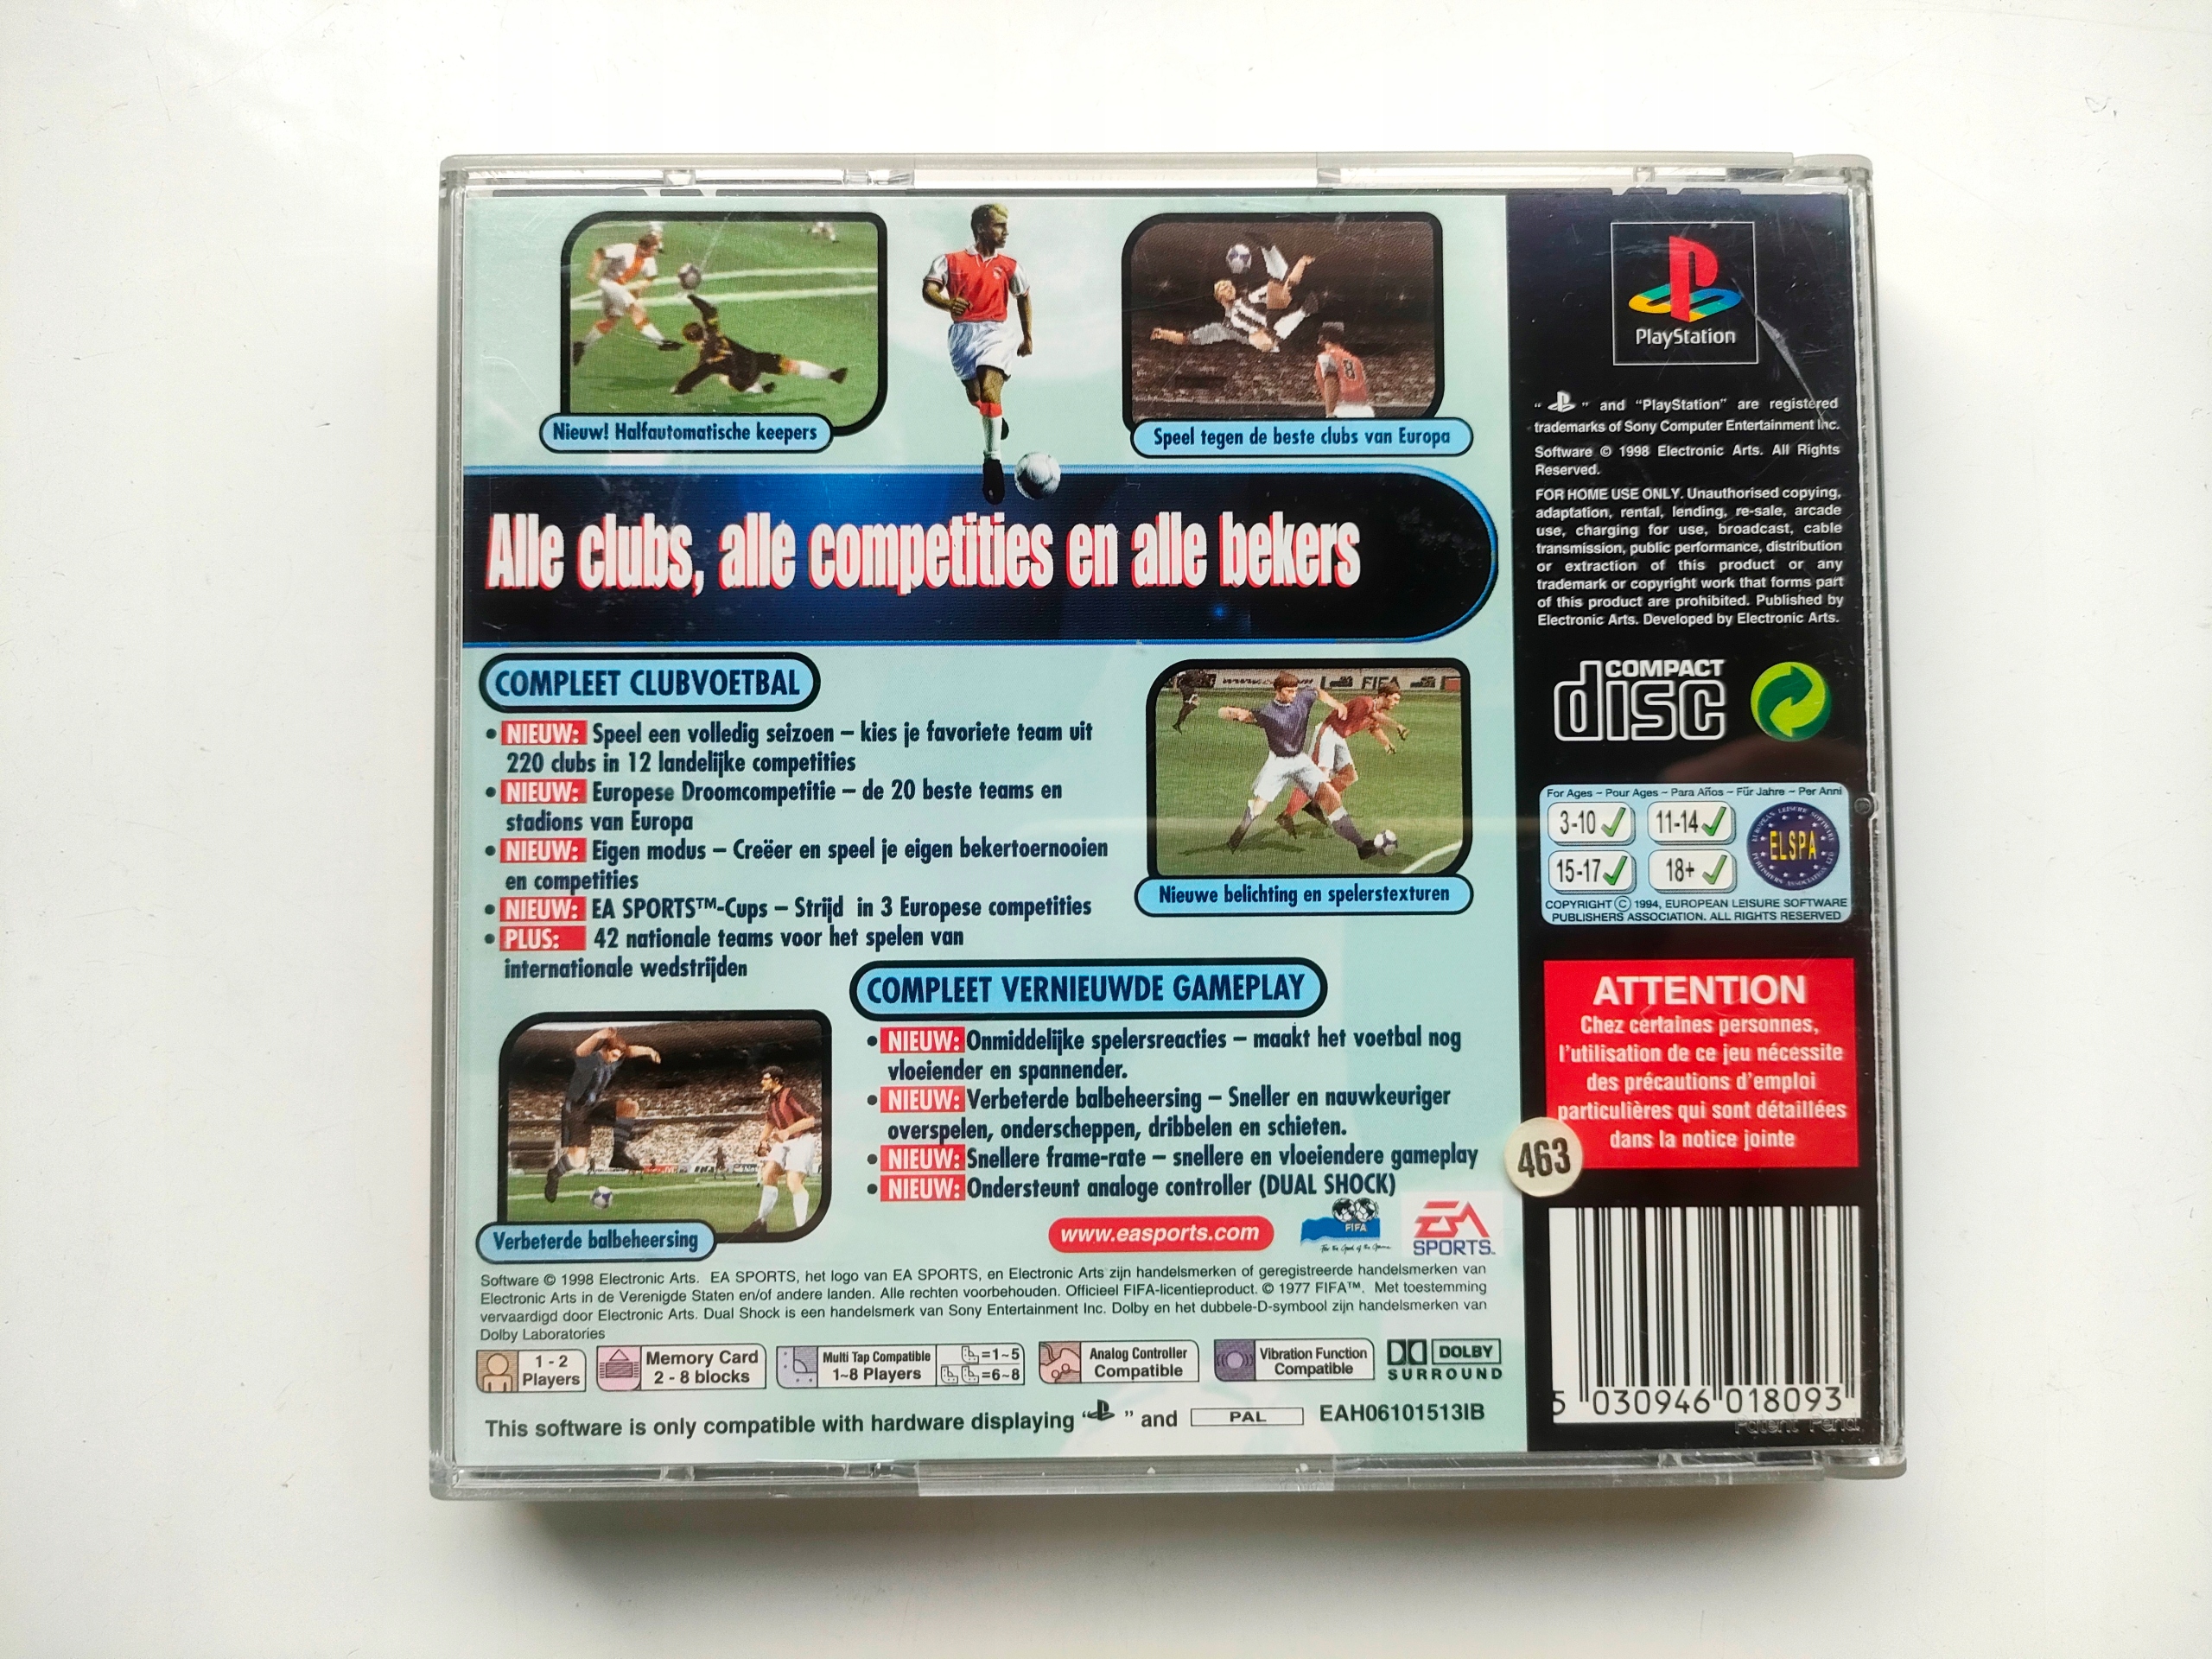 Nieuw! Halfautomatische keepers
Speel tegen de beste clubs van Europa
Alle clubs, alle competities en alle bekers
COMPLEET CLUBVOETBAL
• NIEUW: Speel een volledig seizoen – kies je favoriete team uit
220 clubs in 12 landelijke competities
• NIEUW: Europese Droomcompetitie – de 20 beste teams en
stadions van Europa
• NIEUW: Eigen modus – Creëer en speel je eigen bekertoernooien
en competities
• NIEUW: EA SPORTS™-Cups – Strijd in 3 Europese competities
• PLUS: 42 nationale teams voor het spelen van
internationale wedstrijden
FIFA
8
Nieuwe belichting en spelerstexturen
COMPLEET VERNIEUWDE GAMEPLAY
• NIEUW: Onmiddelijke spelersreacties – maakt het voetbal nog
vloeiender en spannender.
• NIEUW: Verbeterde balbeheersing – Sneller en nauwkeuriger
overspelen, onderscheppen, dribbelen en schieten.
• NIEUW: Snellere frame-rate – snellere en vloeiendere gameplay
• NIEUW: Ondersteunt analoge controller (DUAL SHOCK)
Verbeterde balbeheersing
www.easports.com
FIFA
For the Good of the Game
EA
SPORTS™
Software © 1998 Electronic Arts. EA SPORTS, het logo van EA SPORTS, en Electronic Arts zijn handelsmerken of geregistreerde handelsmerken van
Electronic Arts in de Verenigde Staten en/of andere landen. Alle rechten voorbehouden. Officieel FIFA-licentieproduct. © 1977 FIFA™. Met toestemming
vervaardigd door Electronic Arts. Dual Shock is een handelsmerk van Sony Entertainment Inc. Dolby en het dubbele-D-symbool zijn handelsmerken van
Dolby Laboratories
1 - 2
Players
Memory Card
2 - 8 blocks
Multi Tap Compatible
1~8 Players
=1~5
=6~8
Analog Controller
Compatible
Vibration Function
Compatible
DOLBY
SURROUND
This software is only compatible with hardware displaying “ ” and PAL EAH06101513IB
PlayStation
“ ” and “PlayStation” are registered
trademarks of Sony Computer Entertainment Inc.
Software © 1998 Electronic Arts. All Rights
Reserved.
FOR HOME USE ONLY. Unauthorised copying,
adaptation, rental, lending, re-sale, arcade
use, charging for use, broadcast, cable
transmission, public performance, distribution
or extraction of this product or any
trademark or copyright work that forms part
of this product are prohibited. Published by
Electronic Arts. Developed by Electronic Arts.
COMPACT
disc
For Ages – Pour Ages – Para Años – Für Jahre – Per Anni
3-10
11-14
15-17
18+
ELSPA
COPYRIGHT © 1994, EUROPEAN LEISURE SOFTWARE
PUBLISHERS ASSOCIATION. ALL RIGHTS RESERVED
ATTENTION
Chez certaines personnes,
l'utilisation de ce jeu nécessite
des précautions d'emploi
particulières qui sont détaillées
dans la notice jointe
463
5 030946 018093
Patent Pend